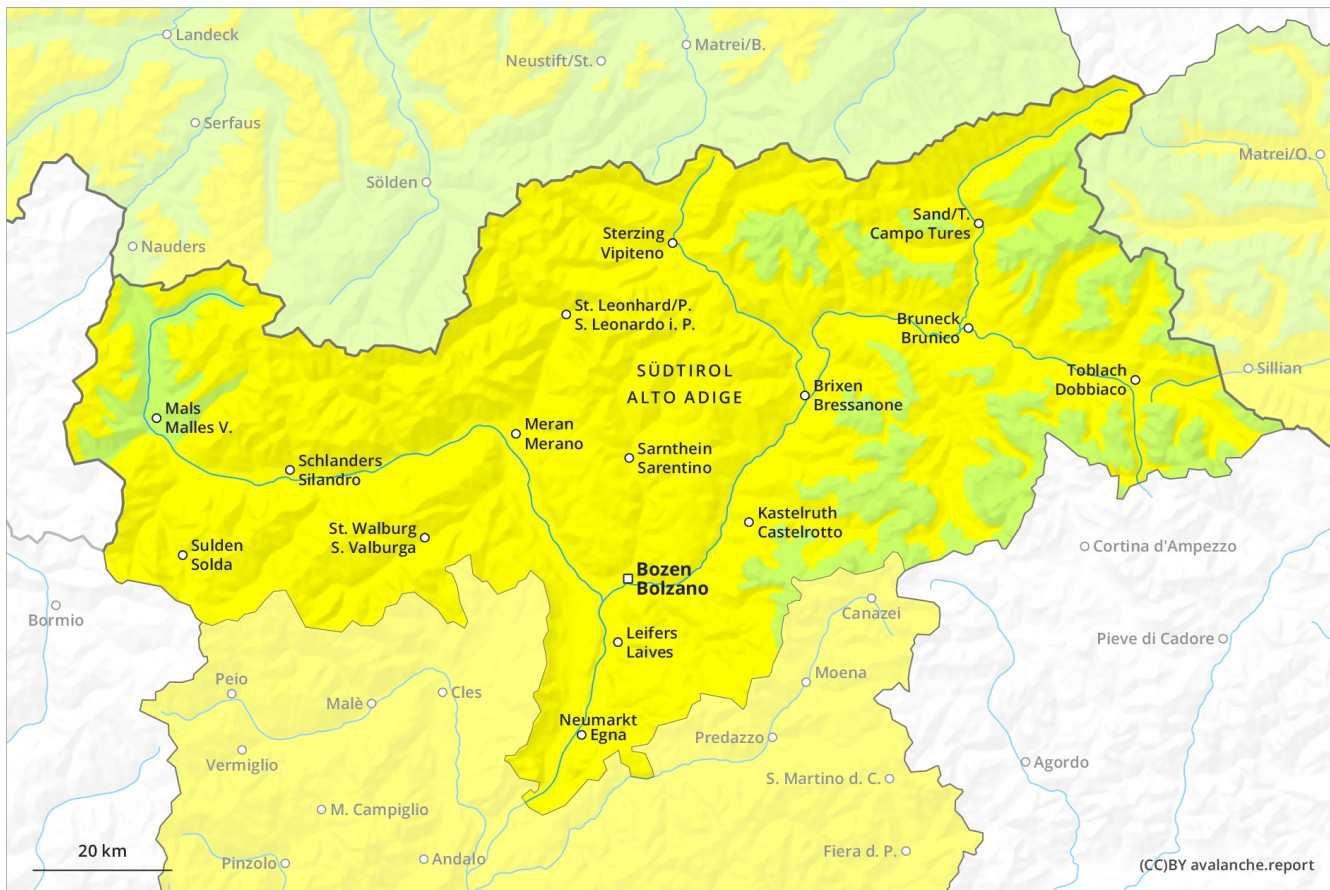 Landeck
Matrei/B.
Neustift/St.
Serfaus
Matrei/O.
Sölden
Sand/T.
Campo Tures
Sterzing
Vipiteno
Nauders
St. Leonhard/P.
S. Leonardo i. P.
Bruneck
Brunico
SÜDTIROL
ALTO ADIGE
Toblach
Dobbiaco
Sillian
Brixen
Bressanone
Mals
Malles V.
Meran
Merano
Sarnthein
Sarentino
Schlanders
Silandro
Kastelruth
Castelrotto
St. Walburg
S. Valburga
Sulden
Solda
Cortina d'Ampezzo
Bozen
Bolzano
Bormio
Canazei
Leifers
Laives
Pieve di Cadore
Peio
Moena
Malè
Cles
Neumarkt
Egna
Predazzo
Vermiglio
Agordo
S. Martino d. C.
M. Campiglio
20 km
Pinzolo
Andalo
Fiera d. P.
(CC)BY avalanche.report